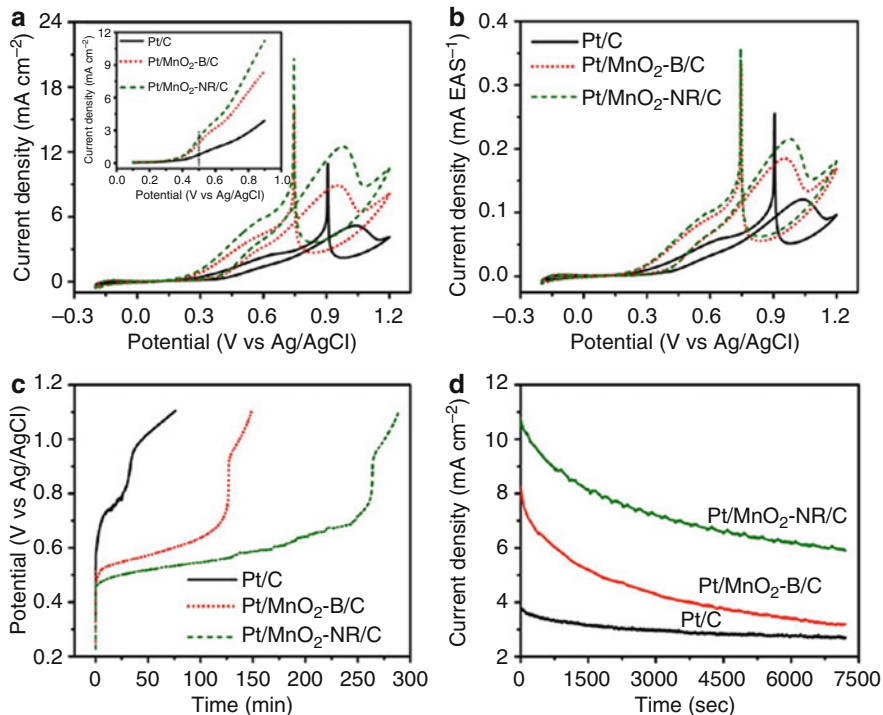 a
24
18
12
6
0
Current density (mA cm⁻²)
−0.3
0.0
0.3
0.6
0.9
1.2
Potential (V vs Ag/AgCl)
12
9
6
3
0
Current density (mA cm⁻²)
Pt/C
Pt/MnO₂-B/C
Pt/MnO₂-NR/C
0.0
0.2
0.4
0.6
0.8
1.0
Potential (V vs Ag/AgCl)
b
0.4
0.3
0.2
0.1
0.0
Current density (mA EAS⁻¹)
Pt/C
Pt/MnO₂-B/C
Pt/MnO₂-NR/C
−0.3
0.0
0.3
0.6
0.9
1.2
Potential (V vs Ag/AgCl)
c
1.2
1.0
0.8
0.6
0.4
0.2
Potential (V vs Ag/AgCl)
Pt/C
Pt/MnO₂-B/C
Pt/MnO₂-NR/C
0
50
100
150
200
250
300
Time (min)
d
12
10
8
6
4
2
Current density (mA cm⁻²)
Pt/MnO₂-NR/C
Pt/MnO₂-B/C
Pt/C
0
1500
3000
4500
6000
7500
Time (sec)